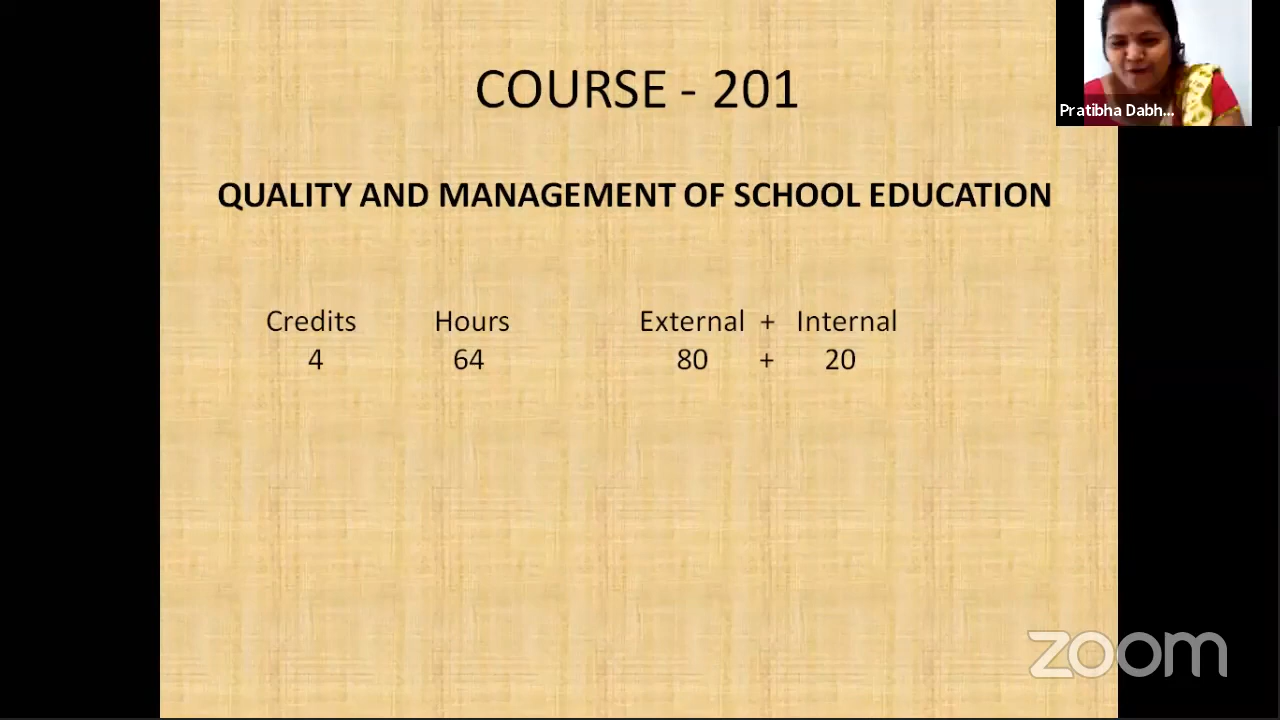 COURSE - 201
Pratibha Dabh...
QUALITY AND MANAGEMENT OF SCHOOL EDUCATION
Credits Hours External + Internal
4 64 80 + 20
zoom